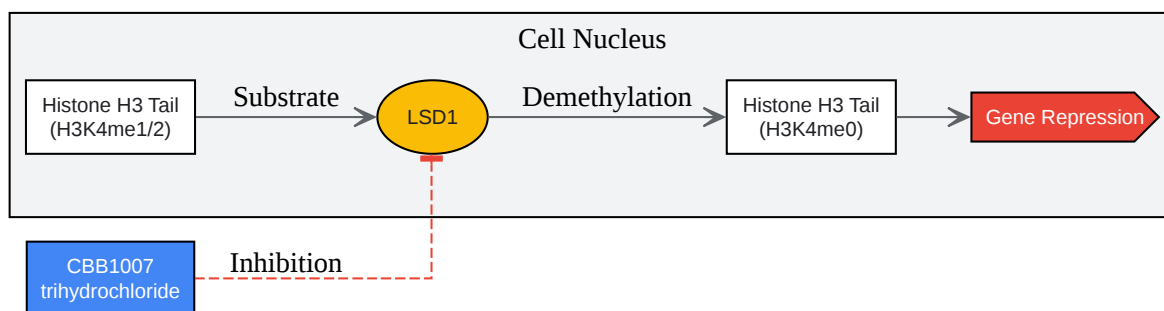 Cell Nucleus
Histone H3 Tail
(H3K4me1/2)
Substrate
LSD1
Demethylation
Histone H3 Tail
(H3K4me0)
Gene Repression
CBB1007
trihydrochloride
Inhibition